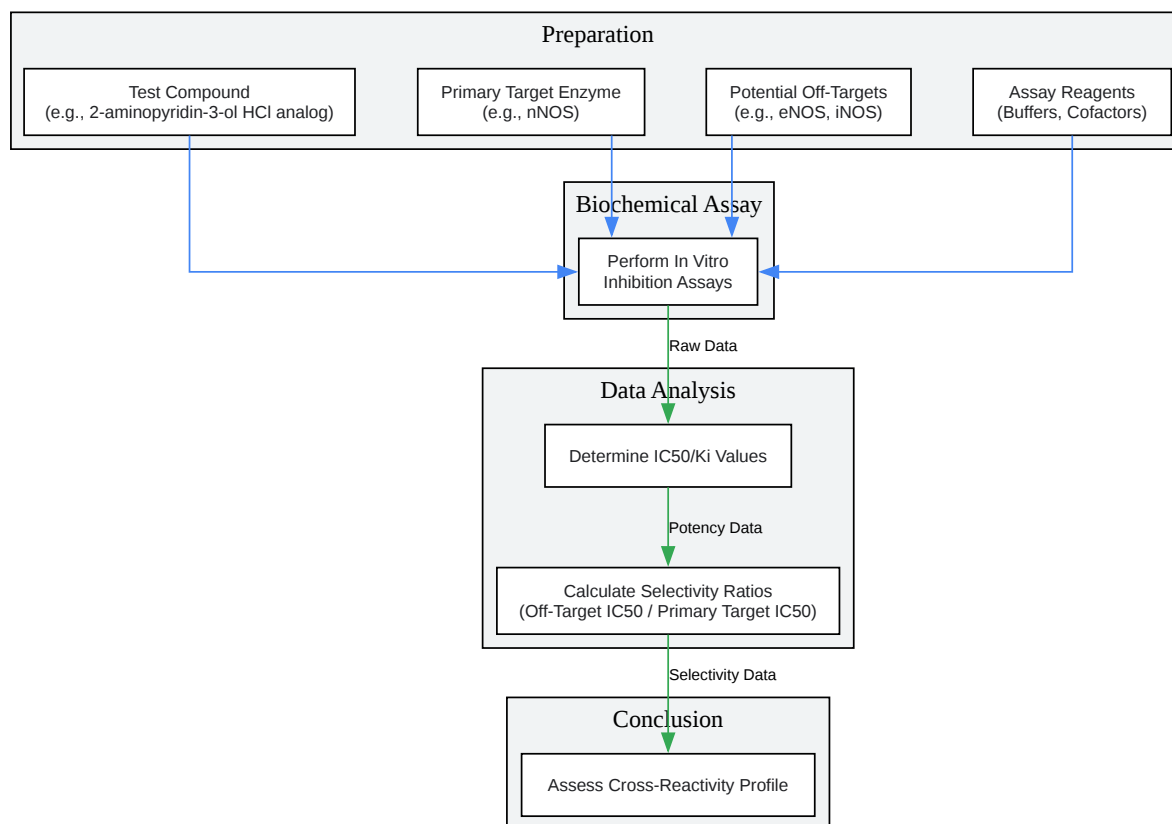 Preparation
Test Compound
(e.g., 2-aminopyridin-3-ol HCl analog)
Primary Target Enzyme
(e.g., nNOS)
Potential Off-Targets
(e.g., eNOS, iNOS)
Assay Reagents
(Buffers, Cofactors)
Biochemical Assay
Perform In Vitro
Inhibition Assays
Raw Data
Data Analysis
Determine IC50/Ki Values
Potency Data
Calculate Selectivity Ratios
(Off-Target IC50 / Primary Target IC50)
Selectivity Data
Conclusion
Assess Cross-Reactivity Profile